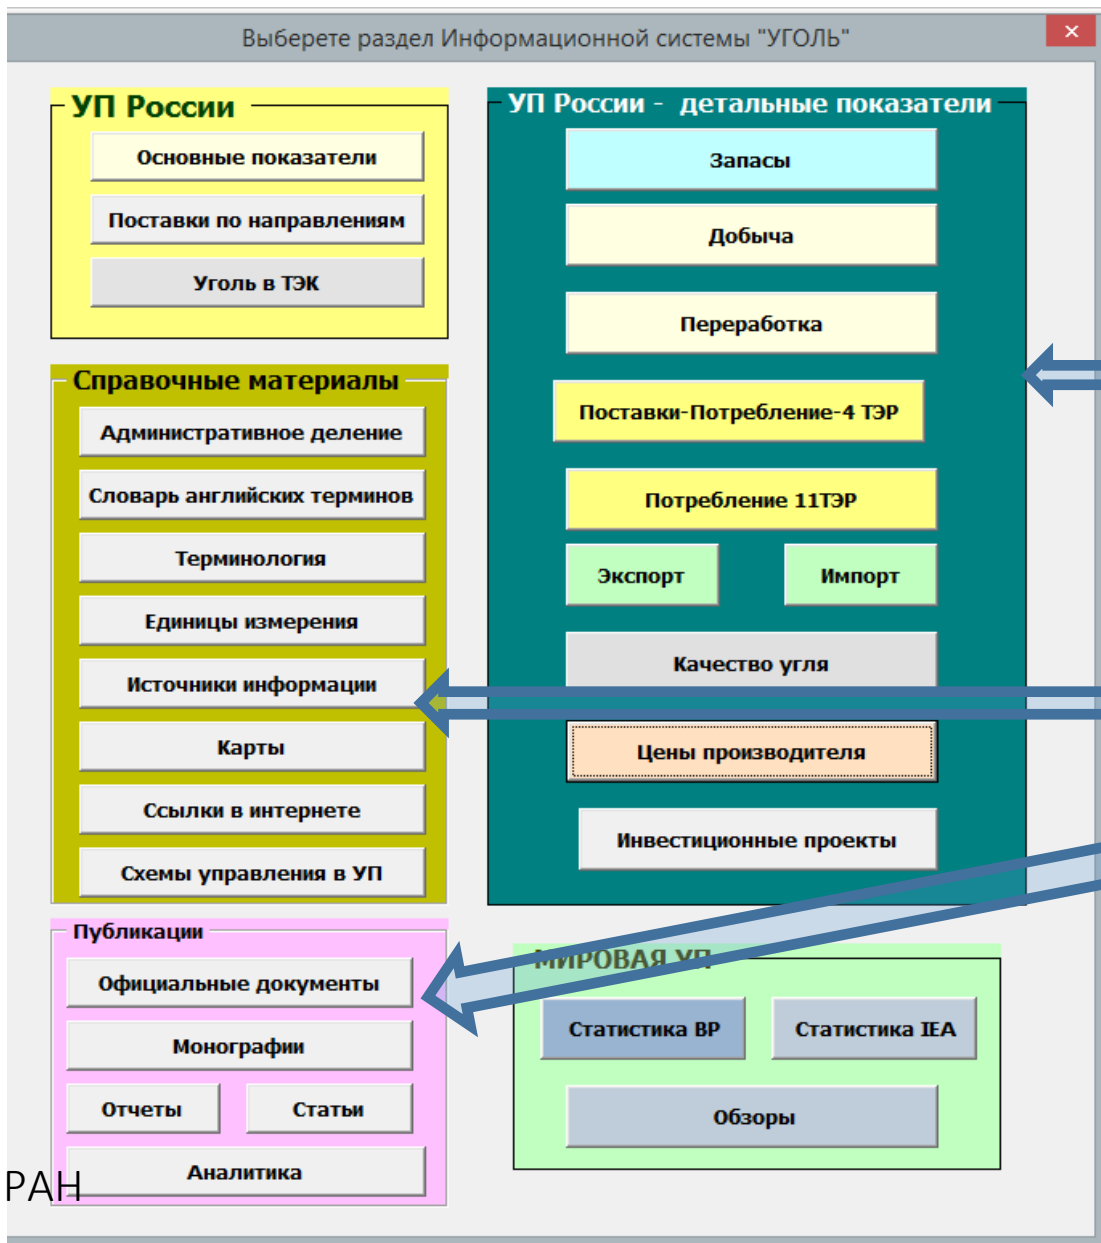 Выберете раздел Информационной системы "УГОЛЬ"
УП России
Основные показатели
Поставки по направлениям
Уголь в ТЭК
Справочные материалы
Административное деление
Словарь английских терминов
Терминология
Единицы измерения
Источники информации
Карты
Ссылки в интернете
Схемы управления в УП
Публикации
Официальные документы
Монографии
Отчеты
Статьи
Аналитика
РАН
УП России - детальные показатели
Запасы
Добыча
Переработка
Поставки-Потребление-4 ТЭР
Потребление 11ТЭР
Экспорт
Импорт
Качество угля
Цены производителя
Инвестиционные проекты
МИРОВАЯ УП
Статистика BP
Статистика IEA
Обзоры